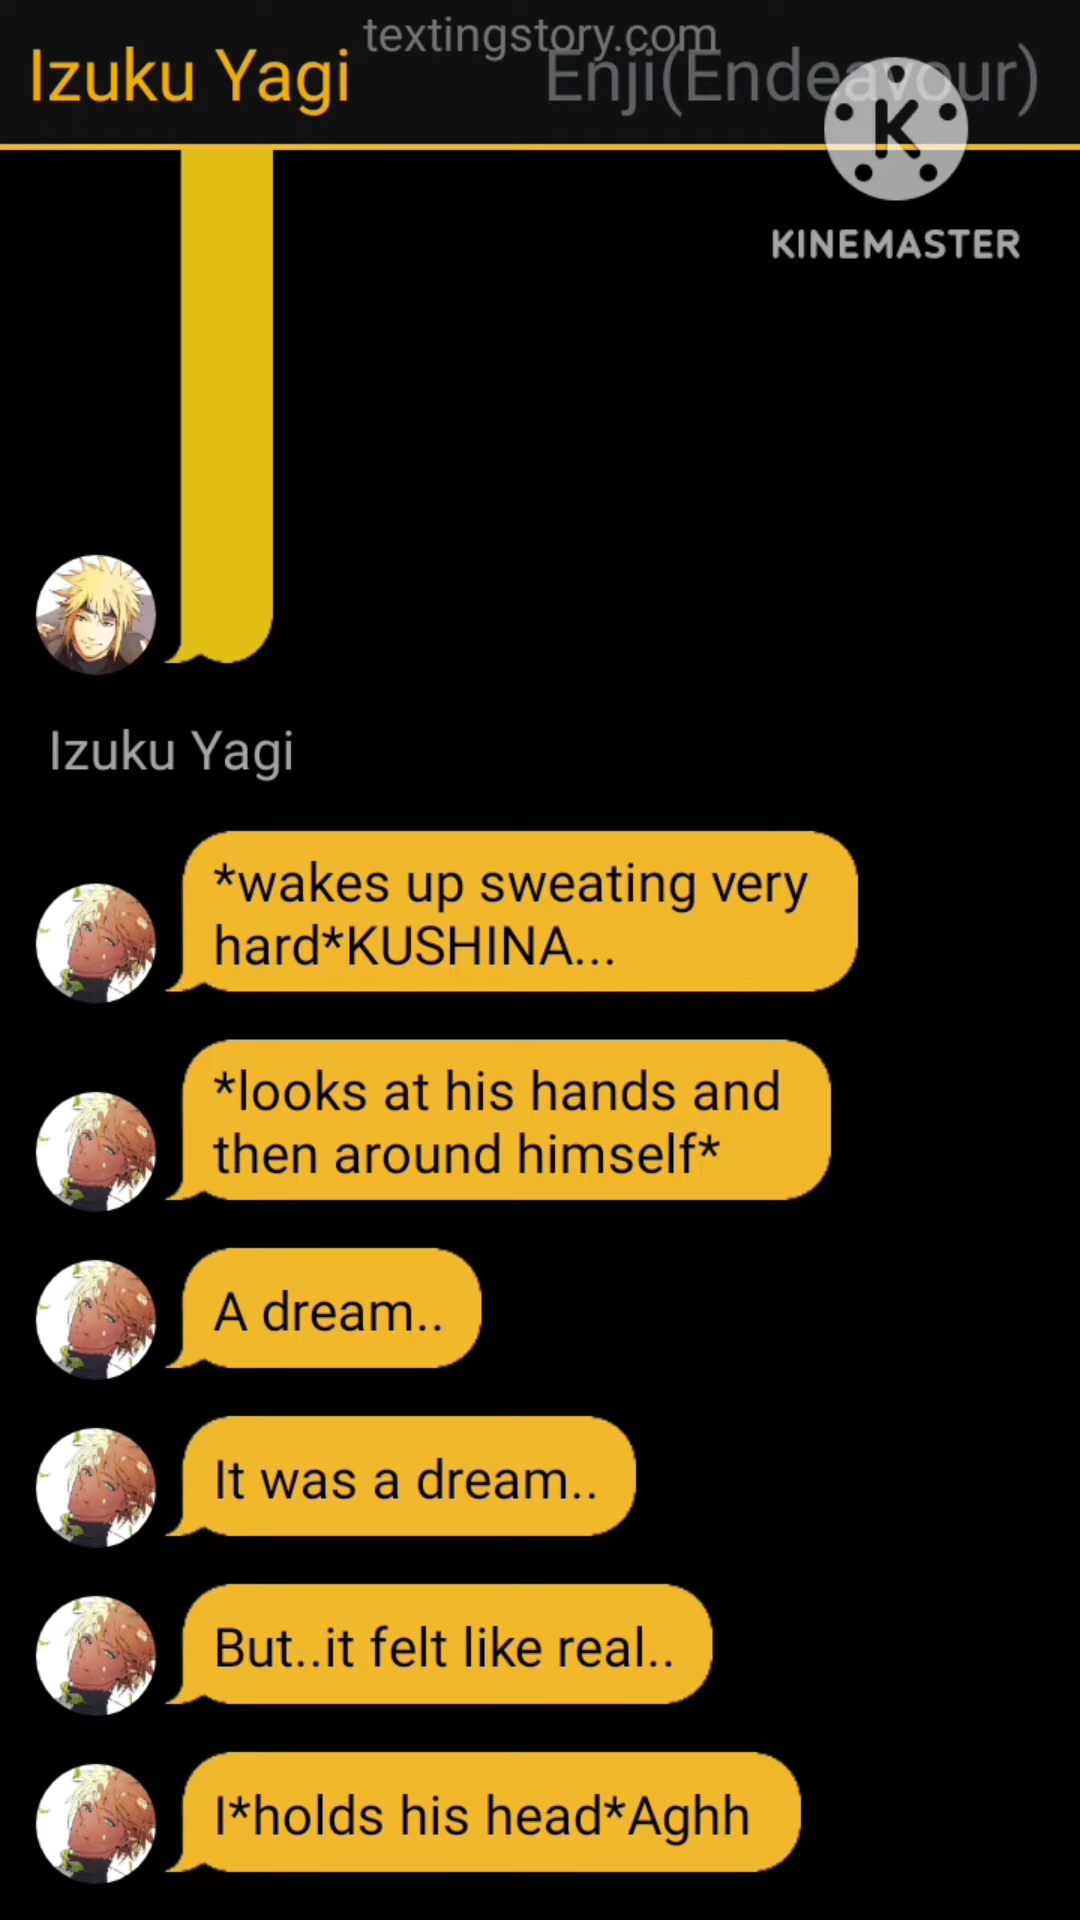 textingstory.com
Izuku Yagi
Enji(Endeavour)
K
KINEMASTER
Izuku Yagi
*wakes up sweating very
hard*KUSHINA...
*looks at his hands and
then around himself*
A dream..
It was a dream..
But..it felt like real..
I*holds his head*Aghh